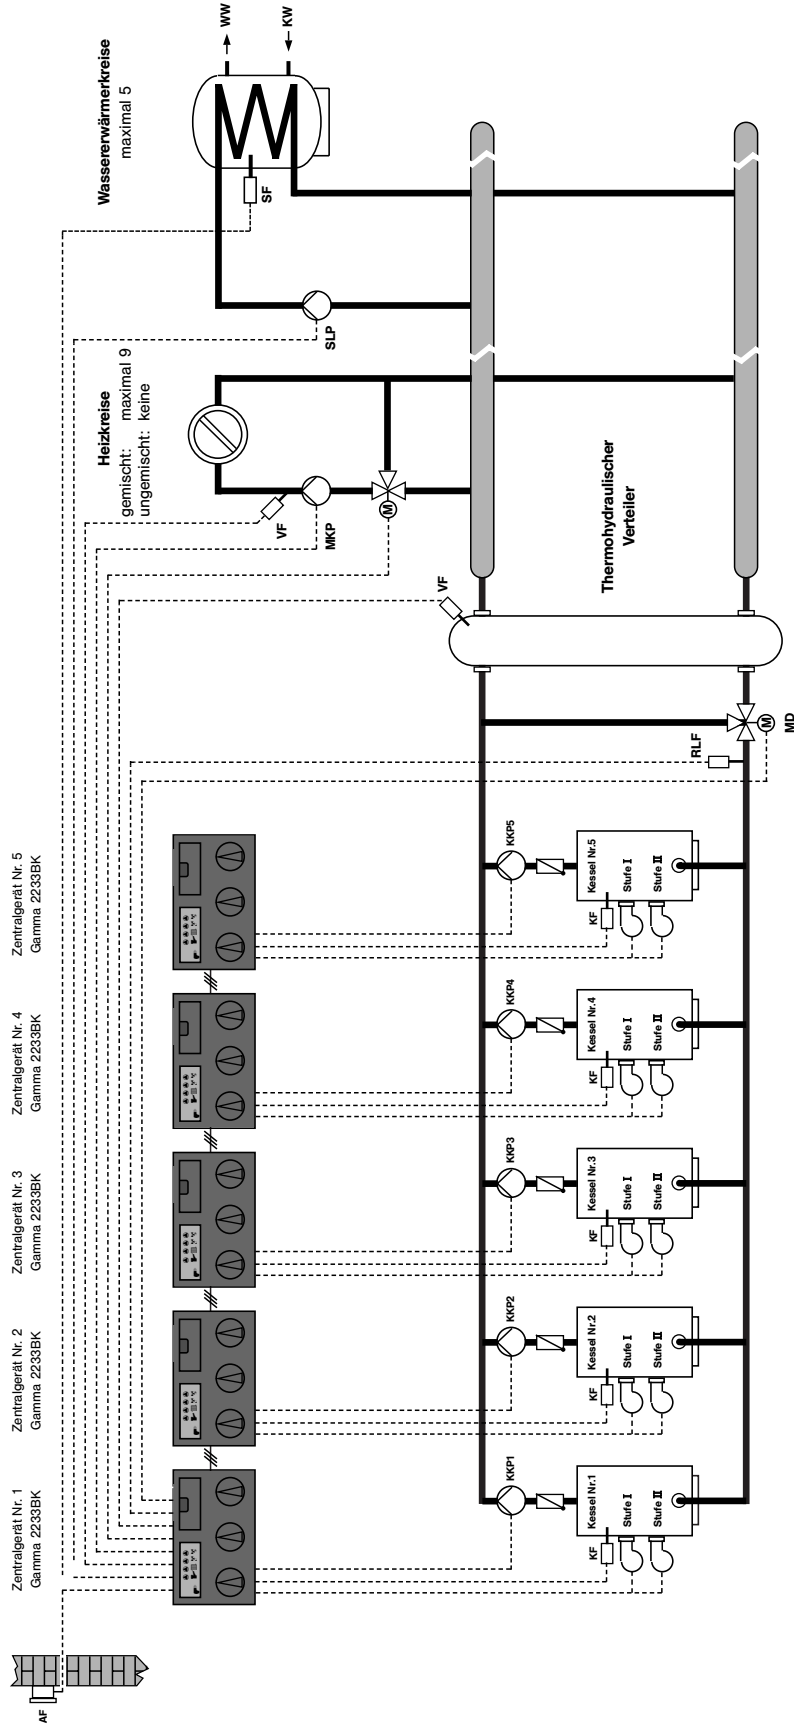 AF
Zentralgerät Nr. 1
Gamma 2233BK
Zentralgerät Nr. 2
Gamma 2233BK
Zentralgerät Nr. 3
Gamma 2233BK
Zentralgerät Nr. 4
Gamma 2233BK
Zentralgerät Nr. 5
Gamma 2233BK
Heizkreise
gemischt: maximal 9
ungemischt: keine
Wassererwärmerkreise
maximal 5
WW
KW
SF
SLP
VF
MKP
M
VF
Thermohydraulischer
Verteiler
RLF
M
MD
KKP1
KKP2
KKP3
KKP4
KKP5
KF
Kessel Nr.1
Stufe I
Stufe II
KF
Kessel Nr.2
Stufe I
Stufe II
KF
Kessel Nr.3
Stufe I
Stufe II
KF
Kessel Nr.4
Stufe I
Stufe II
KF
Kessel Nr.5
Stufe I
Stufe II